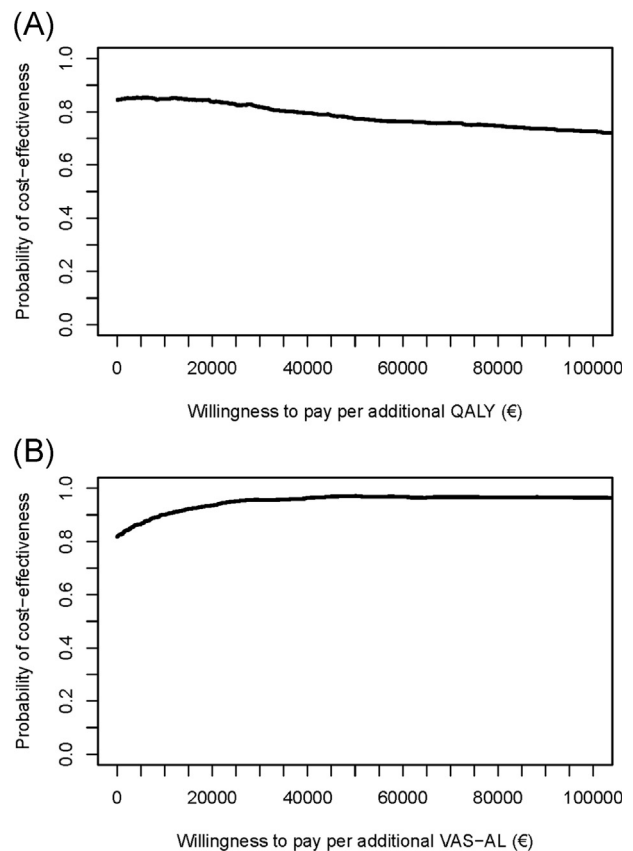 (A)
Probability of cost-effectiveness
1.0
0.8
0.6
0.4
0.2
0.0
0 20000 40000 60000 80000 100000
Willingness to pay per additional QALY (€)
(B)
Probability of cost-effectiveness
1.0
0.8
0.6
0.4
0.2
0.0
0 20000 40000 60000 80000 100000
Willingness to pay per additional VAS-AL (€)